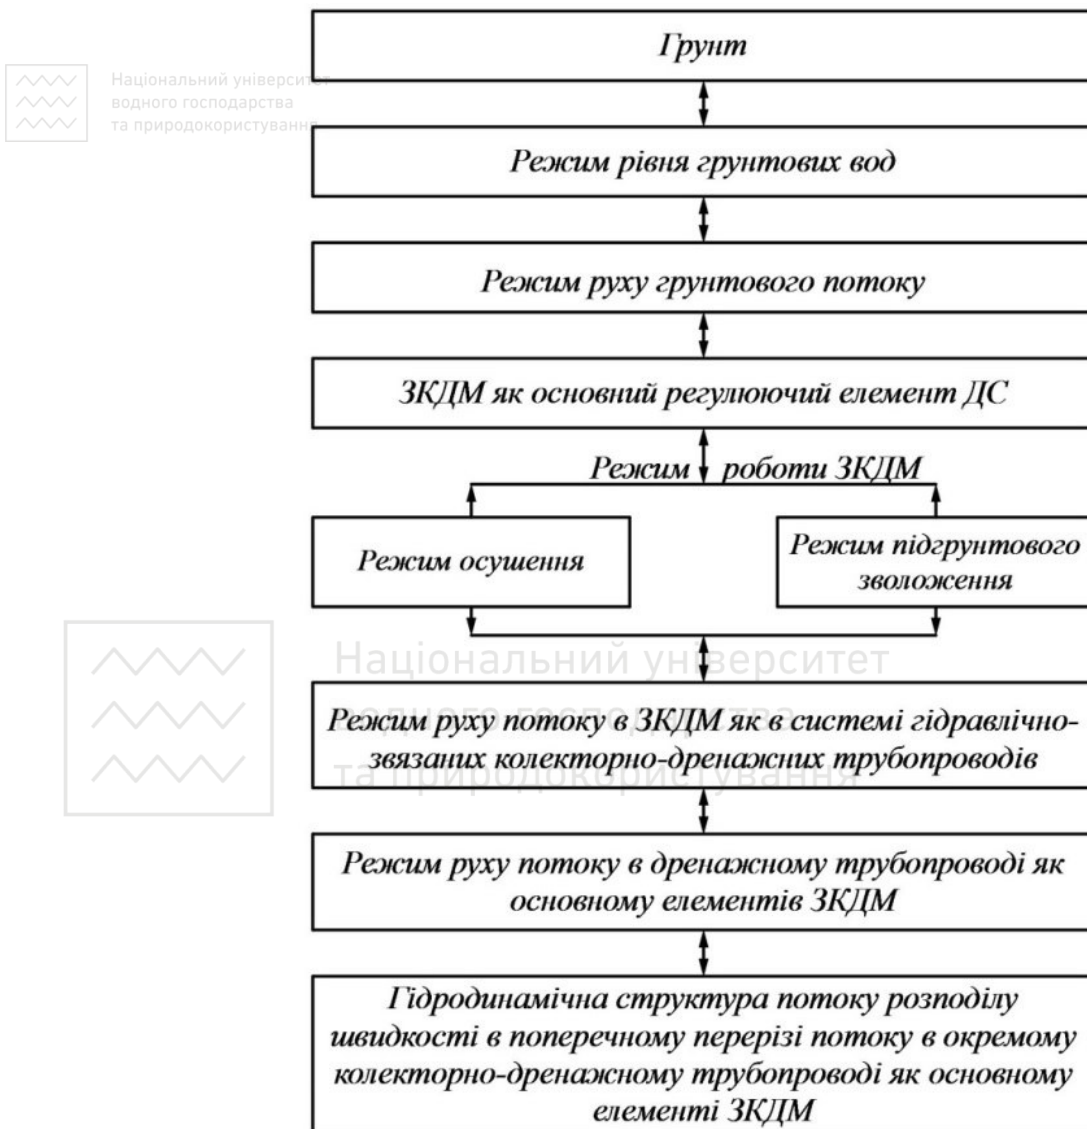 Грунт
Національний університет
водного господарства
та природокористування
Режим рівня грунтових вод
Режим руху грунтового потоку
ЗКДМ як основний регулюючий елемент ДС
Режим роботи ЗКДМ
Режим осушення
Режим підгрунтового
зволоження
Національний університет
водного господарства
та природокористування
Режим руху потоку в ЗКДМ як в системі гідравлічно-
звязаних колекторно-дренажних трубопроводів
Режим руху потоку в дренажному трубопроводі як
основному елементів ЗКДМ
Гідродинамічна структура потоку розподілу
швидкості в поперечному перерізі потоку в окремому
колекторно-дренажному трубопроводі як основному
елементі ЗКДМ